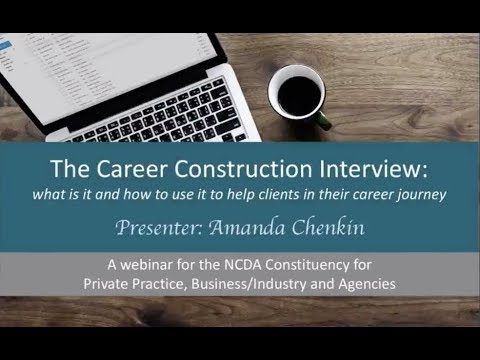 The Career Construction Interview:
what is it and how to use it to help clients in their career journey
Presenter: Amanda Chenkin
A webinar for the NCDA Constituency for
Private Practice, Business/Industry and Agencies